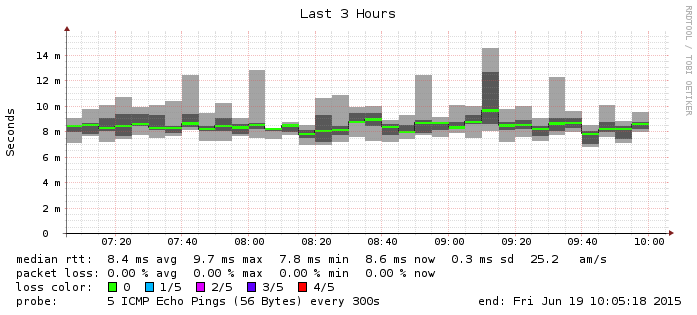 Last 3 Hours
RRDTOOL / TOBI OETIKER
Seconds
14 m
12 m
10 m
8 m
6 m
4 m
2 m
0
07:20 07:40 08:00 08:20 08:40 09:00 09:20 09:40 10:00
median rtt: 8.4 ms avg 9.7 ms max 7.8 ms min 8.6 ms now 0.3 ms sd 25.2 am/s
packet loss: 0.00 % avg 0.00 % max 0.00 % min 0.00 % now
loss color: 0 1/5 2/5 3/5 4/5
probe: 5 ICMP Echo Pings (56 Bytes) every 300s end: Fri Jun 19 10:05:18 2015